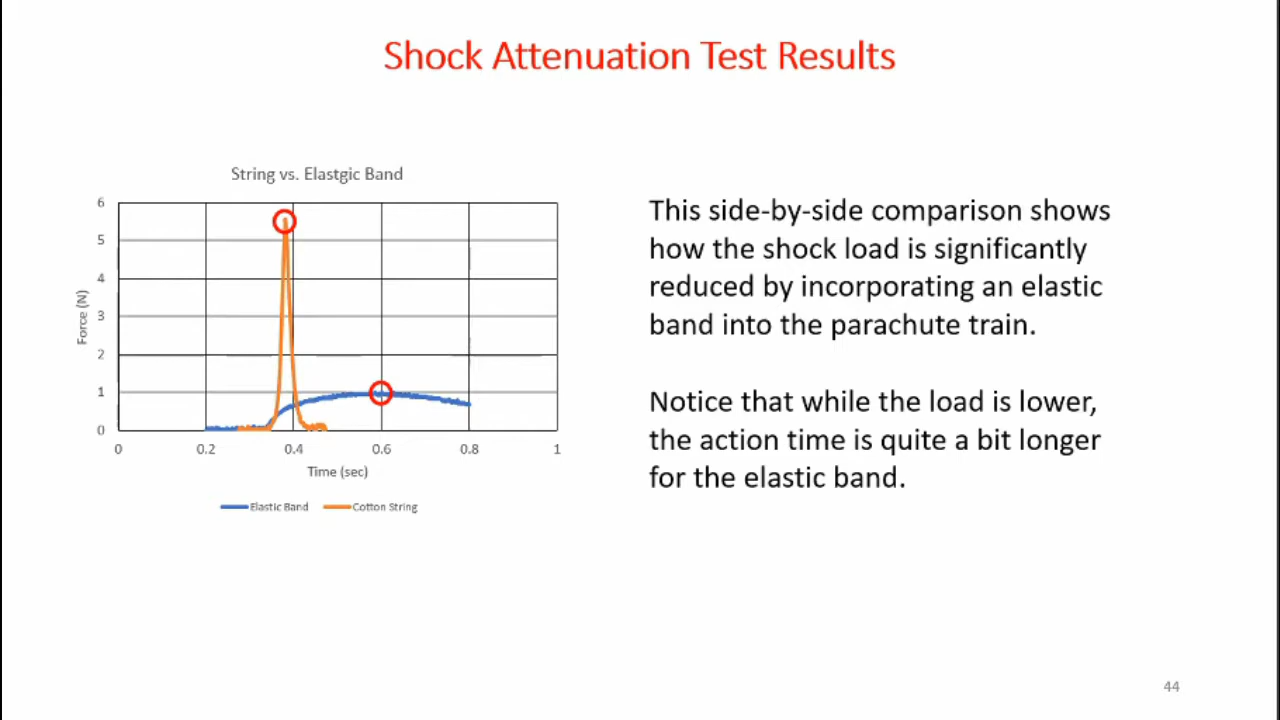 Shock Attenuation Test Results
String vs. Elastgic Band
6
5
4
3
2
1
0
Force (N)
0 0.2 0.4 0.6 0.8 1
Time (sec)
Elastic Band Cotton String
This side-by-side comparison shows
how the shock load is significantly
reduced by incorporating an elastic
band into the parachute train.
Notice that while the load is lower,
the action time is quite a bit longer
for the elastic band.
44